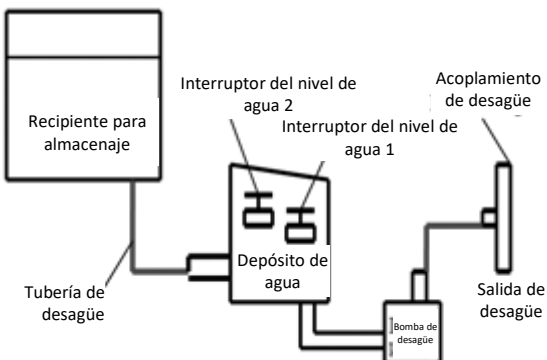 Recipiente para
almacenaje
Interruptor del nivel de
agua 2
Interruptor del nivel de
agua 1
Acoplamiento
de desagüe
Depósito de
agua
Tubería de
desagüe
Bomba de
desagüe
Salida de
desagüe